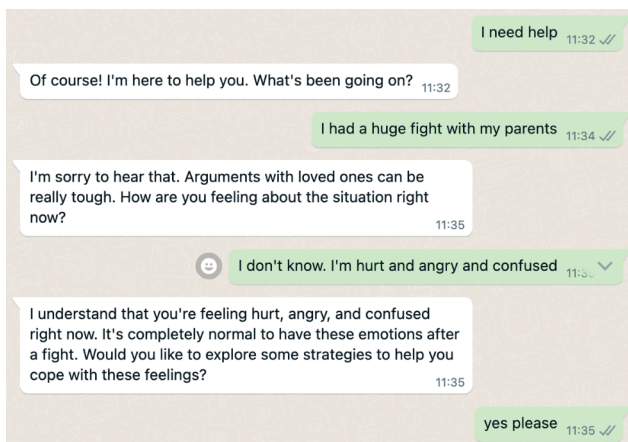 I need help 11:32
Of course! I'm here to help you. What's been going on? 11:32
I had a huge fight with my parents 11:34
I'm sorry to hear that. Arguments with loved ones can be
really tough. How are you feeling about the situation right
now?
11:35
I don't know. I'm hurt and angry and confused
I understand that you're feeling hurt, angry, and confused
right now. It's completely normal to have these emotions after
a fight. Would you like to explore some strategies to help you
cope with these feelings?
11:35
yes please 11:35